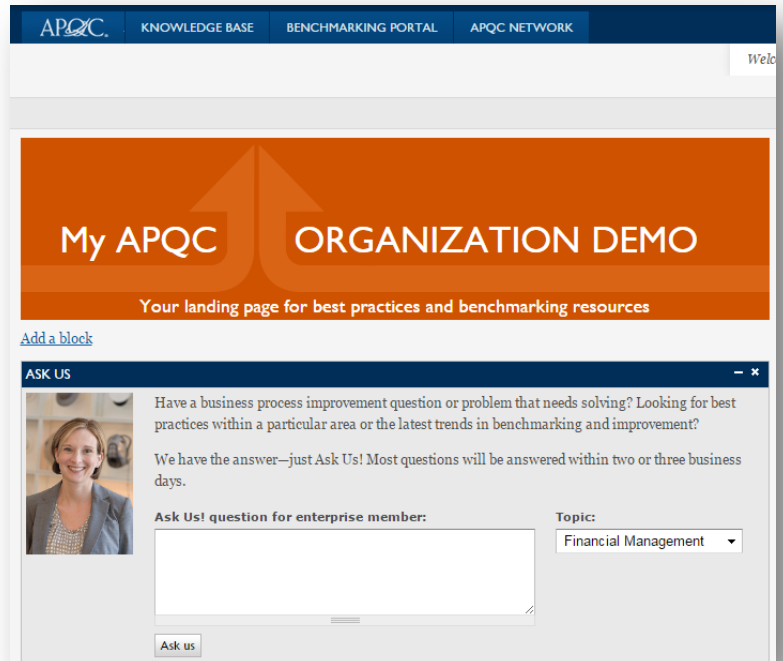 APQC. KNOWLEDGE BASE BENCHMARKING PORTAL APQC NETWORK
My APQC ORGANIZATION DEMO
Your landing page for best practices and benchmarking resources
Add a block
ASK US
Have a business process improvement question or problem that needs solving? Looking for best
practices within a particular area or the latest trends in benchmarking and improvement?
We have the answer—just Ask Us! Most questions will be answered within two or three business
days.
Ask Us! question for enterprise member: Topic:
Financial Management
Ask us